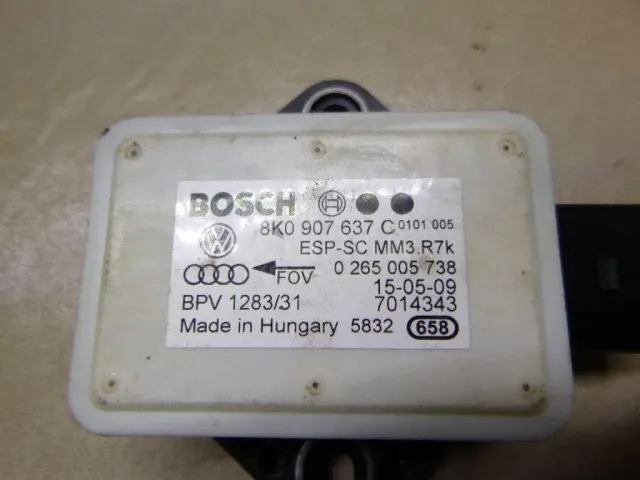 BOSCH
8K0 907 637 C 0101 005
ESP-SC MM3.R7k
FOV 0 265 005 738
15-05-09
BPV 1283/31 7014343
Made in Hungary 5832 658